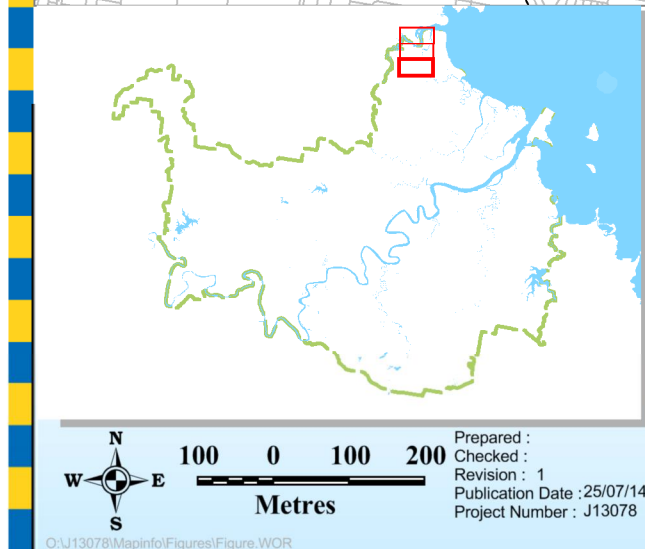 N
W E
S
100 0 100 200
Metres
Prepared :
Checked :
Revision : 1
Publication Date : 25/07/14
Project Number : J13078
O:\J13078\Mapinfo\Figures\Figure.WOR